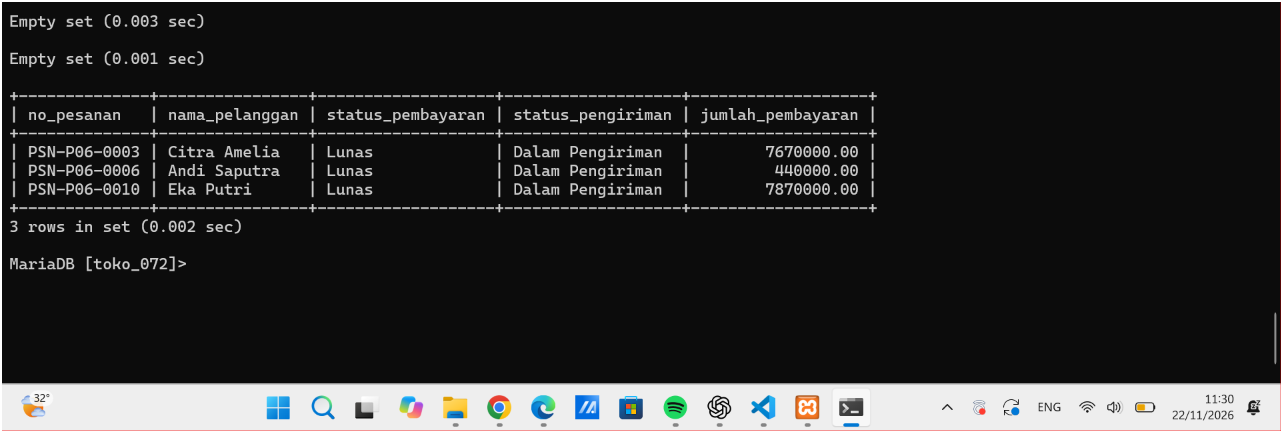 Empty set (0.003 sec)
Empty set (0.001 sec)
+--------------+----------------+-------------------+-------------------+-------------------+
| no_pesanan   | nama_pelanggan | status_pembayaran | status_pengiriman | jumlah_pembayaran |
+--------------+----------------+-------------------+-------------------+-------------------+
| PSN-P06-0003 | Citra Amelia   | Lunas             | Dalam Pengiriman  |        7670000.00 |
| PSN-P06-0006 | Andi Saputra   | Lunas             | Dalam Pengiriman  |         440000.00 |
| PSN-P06-0010 | Eka Putri      | Lunas             | Dalam Pengiriman  |        7870000.00 |
+--------------+----------------+-------------------+-------------------+-------------------+
3 rows in set (0.002 sec)
MariaDB [toko_072]>
32°
ENG
11:30
22/11/2026